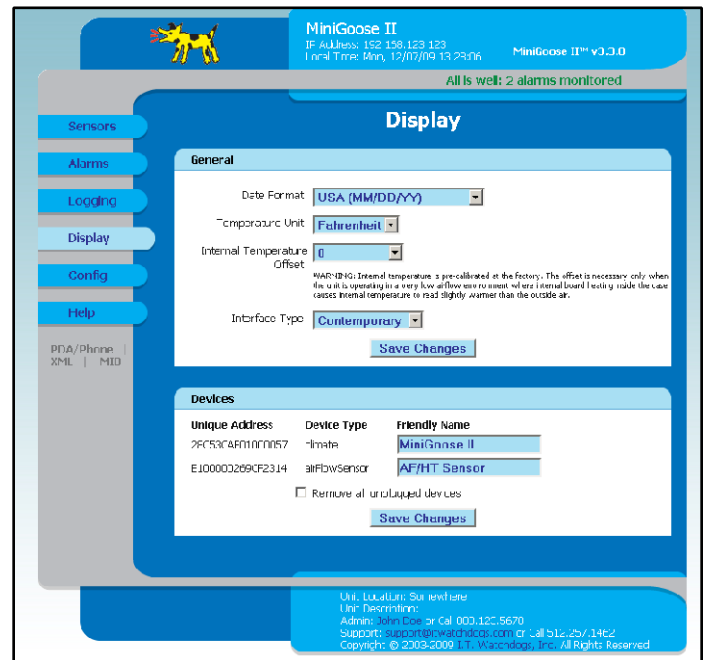 MiniGoose II
IP Address: 192 168.123 123
Local Time: Mon, 12/07/09 13 23:06
MiniGoose II™ v3.3.0
All is well: 2 alarms monitored
Sensors
Alarms
Logging
Display
Config
Help
PDA/Phone |
XML | MIB
Display
General
Date Format USA (MM/DD/YY)
Temperature Unit Fahrenheit
Internal Temperature Offset 0
WARNING: Internal temperature is pre-calibrated at the factory. The offset is necessary only when
the unit is operating in a very low airflow environment where internal board heating inside the case
causes internal temperature to read slightly warmer than the outside air.
Interface Type Contemporary
Save Changes
Devices
Unique Address Device Type Friendly Name
climate MiniGoose II
E100000269CF2314 airFlowSensor AF/HT Sensor
Remove all unplugged devices
Save Changes
Unit Location: Somewhere
Unit Description:
Admin: John Doe or Call 000.123.5670
Support: support@itwatchdogs.com or Call 512.257.1462
Copyright © 2003-2009 I.T. Watchdogs, Inc. All Rights Reserved